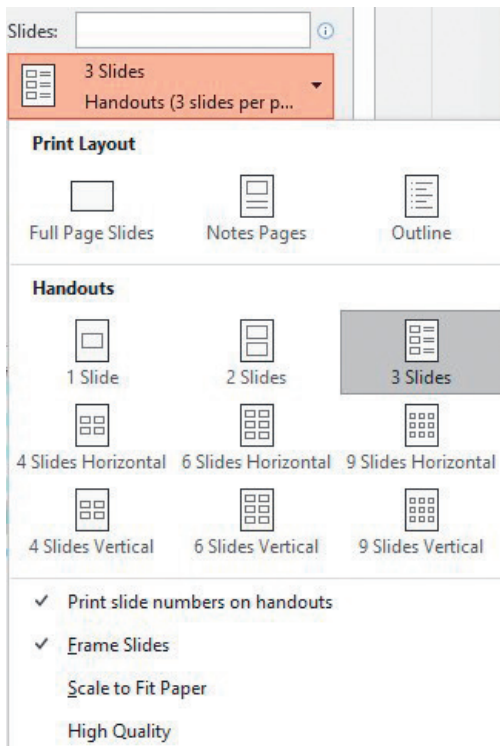 Slides:
3 Slides
Handouts (3 slides per p...
Print Layout
Full Page Slides Notes Pages Outline
Handouts
1 Slide 2 Slides 3 Slides
4 Slides Horizontal 6 Slides Horizontal 9 Slides Horizontal
4 Slides Vertical 6 Slides Vertical 9 Slides Vertical
Print slide numbers on handouts
Frame Slides
Scale to Fit Paper
High Quality